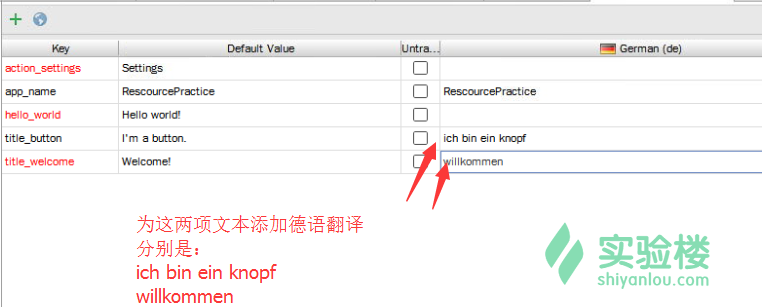 Key Default Value Untra... German (de)
action_settings Settings
app_name RescourcePractice RescourcePractice
hello_world Hello world!
title_button I'm a button. ich bin ein knopf
title_welcome Welcome! willkommen
为这两项文本添加德语翻译
分别是：
ich bin ein knopf
willkommen
实验楼
shiyanlou.com